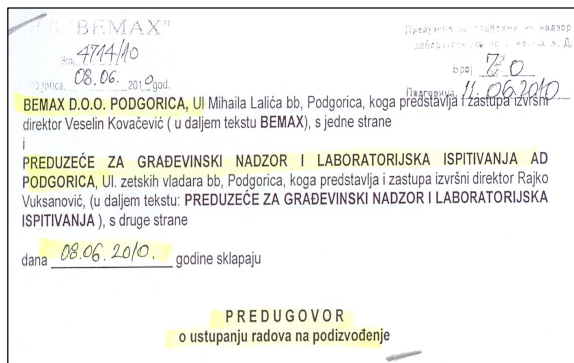 "BEMAX"
Broj 4714/10
08.06. 2010 god.
Број 720
Подгорица, 11.06.2010
BEMAX D.O.O. PODGORICA, Ul Mihaila Lalića bb, Podgorica, koga predstavlja i zastupa izvršni
direktor Veselin Kovačević ( u daljem tekstu BEMAX), s jedne strane
i
PREDUZEĆE ZA GRAĐEVINSKI NADZOR I LABORATORIJSKA ISPITIVANJA AD
PODGORICA, Ul. zetskih vladara bb, Podgorica, koga predstavlja i zastupa izvršni direktor Rajko
Vuksanović, (u daljem tekstu: PREDUZEĆE ZA GRAĐEVINSKI NADZOR I LABORATORIJSKA
ISPITIVANJA ), s druge strane
dana 08.06.2010. godine sklapaju
PREDUGOVOR
o ustupanju radova na podizvođenje